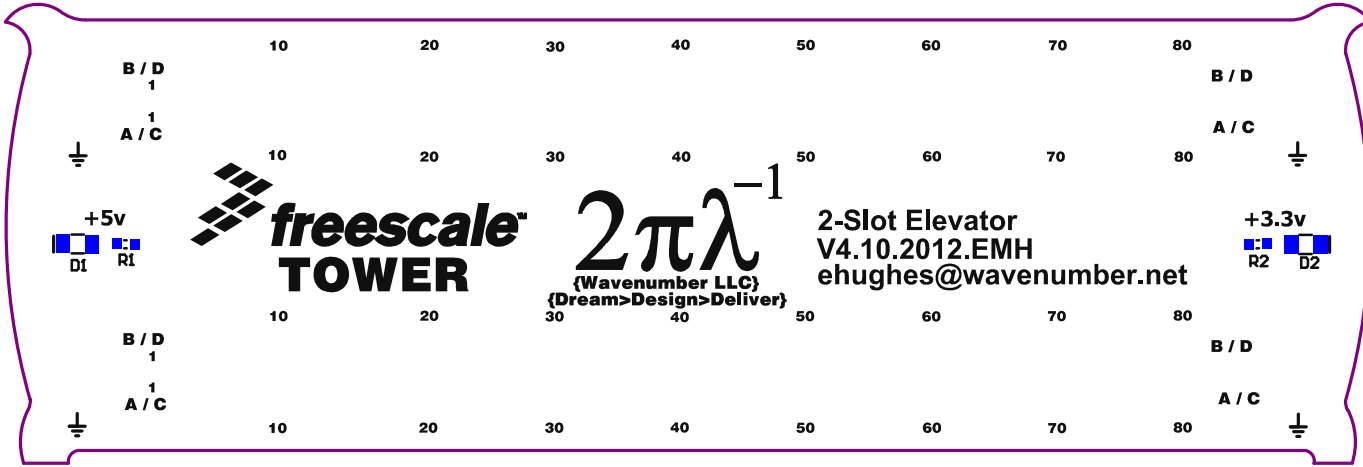 10 20 30 40 50 60 70 80
B / D
1
B / D
1
A / C
A / C
10 20 30 40 50 60 70 80
+5v
D1 R1
freescale™
TOWER
2πλ⁻¹
{Wavenumber LLC}
{Dream>Design>Deliver}
2-Slot Elevator
V4.10.2012.EMH
ehughes@wavenumber.net
+3.3v
R2 D2
10 20 30 40 50 60 70 80
B / D
1
B / D
1
A / C
A / C
10 20 30 40 50 60 70 80